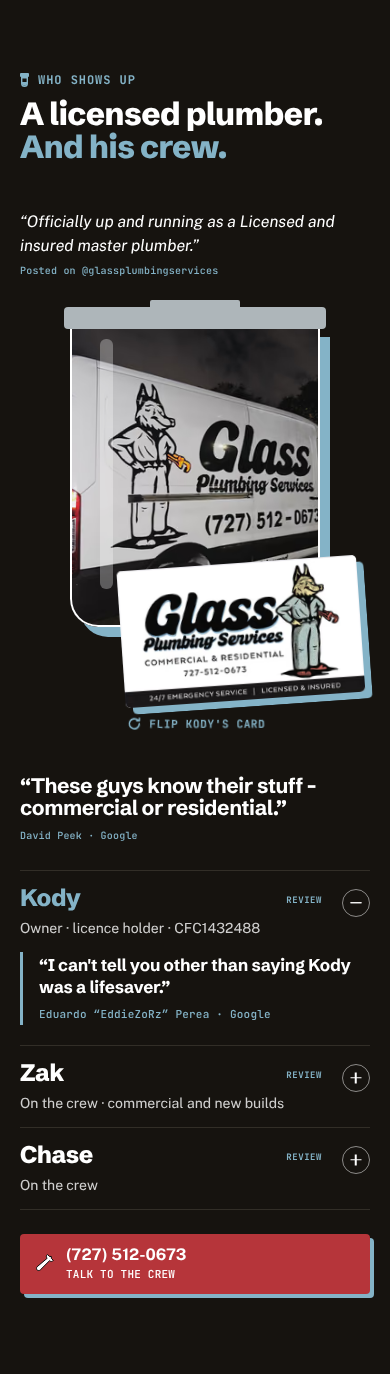 WHO SHOWS UP
A licensed plumber.
And his crew.
“Officially up and running as a Licensed and
insured master plumber.”
Posted on @glassplumbingservices
Glass
Plumbing Services
(727) 512-0673
Glass
Plumbing Services
COMMERCIAL & RESIDENTIAL
727-512-0673
24/7 EMERGENCY SERVICE | LICENSED & INSURED
FLIP KODY'S CARD
“These guys know their stuff -
commercial or residential.”
David Peek · Google
Kody
REVIEW
Owner · licence holder · CFC1432488
“I can't tell you other than saying Kody
was a lifesaver.”
Eduardo “EddieZoRz” Perea · Google
Zak
REVIEW
On the crew · commercial and new builds
Chase
REVIEW
On the crew
(727) 512-0673
TALK TO THE CREW